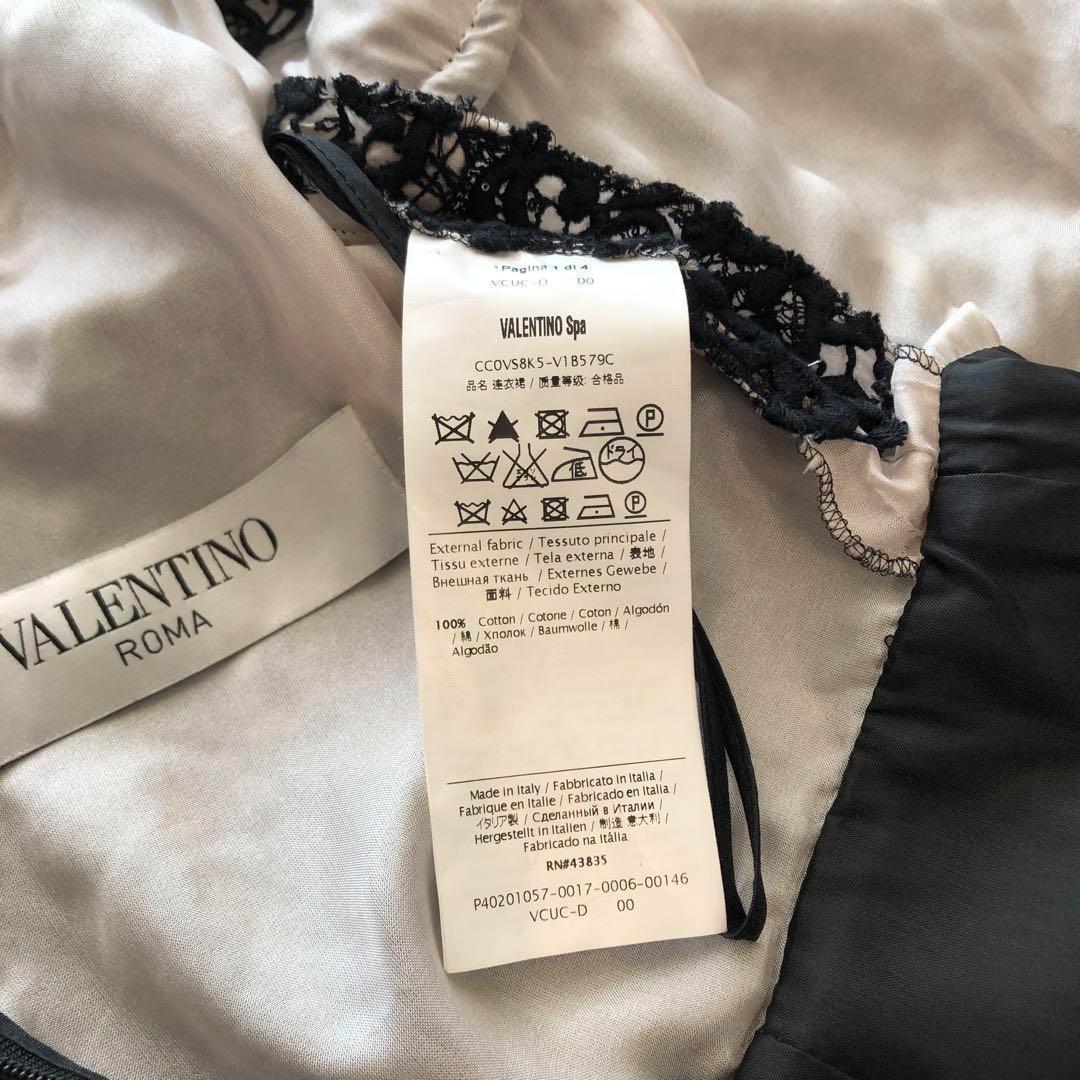 VALENTINO
ROMA
*Pagina 1 di 4
VCUC-D 00
VALENTINO Spa
CC0VS8K5-V1B579C
品名 連衣裙 / 质量等级: 合格品
P
低 ドライ
P
External fabric / Tessuto principale /
Tissu externe / Tela externa / 表地 /
Внешная ткань / Externes Gewebe /
面料 / Tecido Externo
100% Cotton / Cotone / Coton / Algodón
/ 綿 / Хлопок / Baumwolle / 棉 /
Algodão
Made in Italy / Fabbricato in Italia /
Fabrique en Italie / Fabricado en Italia /
イタリア製 / Сделанный в Италии /
Hergestellt in Italien / 制造 意大利 /
Fabricado na Itália
RN#43835
P40201057-0017-0006-00146
VCUC-D 00